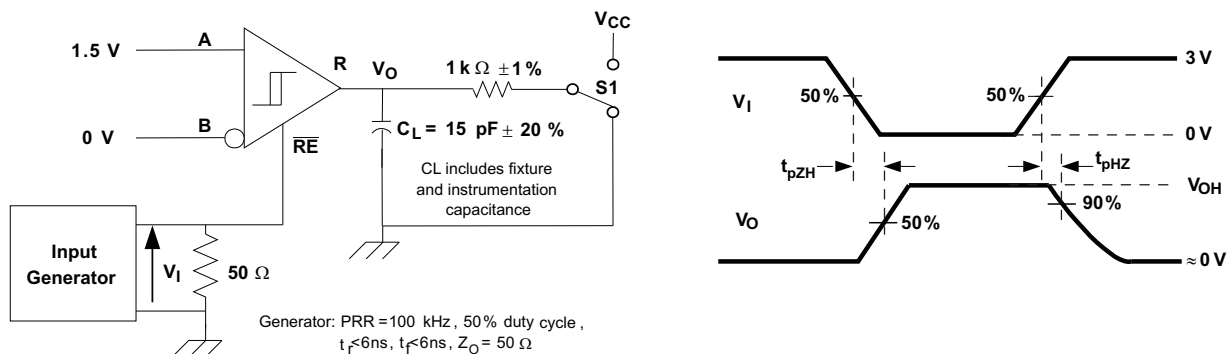 1.5 V
A
R
VO
1 k Ω ± 1 %
VCC
S1
0 V
B
RE
CL = 15 pF ± 20 %
CL includes fixture
and instrumentation
capacitance
Input
Generator
VI
50 Ω
Generator: PRR = 100 kHz, 50% duty cycle,
tr<6ns, tf<6ns, ZO = 50 Ω
3 V
VI
50%
50%
0 V
tpZH
tpHZ
VOH
90%
VO
50%
≈ 0 V